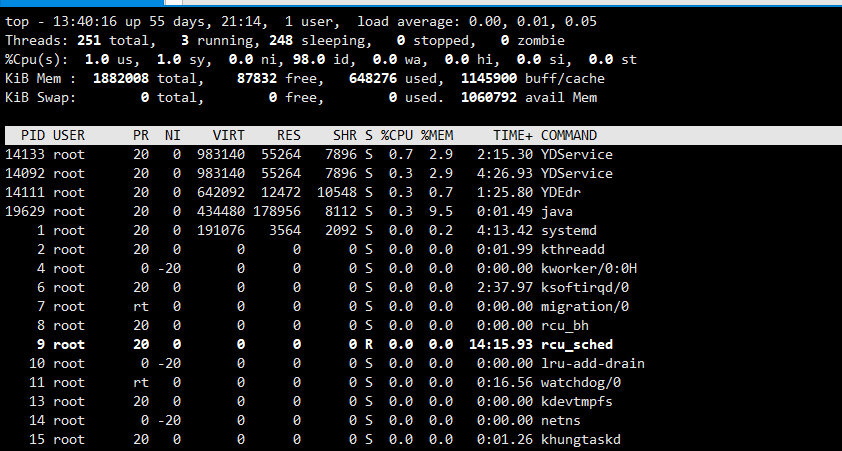 top - 13:40:16 up 55 days, 21:14,  1 user,  load average: 0.00, 0.01, 0.05
Threads: 251 total,   3 running, 248 sleeping,   0 stopped,   0 zombie
%Cpu(s):  1.0 us,  1.0 sy,  0.0 ni, 98.0 id,  0.0 wa,  0.0 hi,  0.0 si,  0.0 st
KiB Mem :  1882008 total,    87832 free,   648276 used,  1145900 buff/cache
KiB Swap:        0 total,        0 free,        0 used.  1060792 avail Mem
  PID USER      PR  NI    VIRT    RES    SHR S %CPU %MEM     TIME+ COMMAND
14133 root      20   0  983140  55264   7896 S  0.7  2.9   2:15.30 YDService
14092 root      20   0  983140  55264   7896 S  0.3  2.9   4:26.93 YDService
14111 root      20   0  642092  12472  10548 S  0.3  0.7   1:25.80 YDEdr
19629 root      20   0  434480 178956   8112 S  0.3  9.5   0:01.49 java
    1 root      20   0  191076   3564   2092 S  0.0  0.2   4:13.42 systemd
    2 root      20   0       0      0      0 S  0.0  0.0   0:01.99 kthreadd
    4 root       0 -20       0      0      0 S  0.0  0.0   0:00.00 kworker/0:0H
    6 root      20   0       0      0      0 S  0.0  0.0   2:37.97 ksoftirqd/0
    7 root      rt   0       0      0      0 S  0.0  0.0   0:00.00 migration/0
    8 root      20   0       0      0      0 S  0.0  0.0   0:00.00 rcu_bh
    9 root      20   0       0      0      0 R  0.0  0.0  14:15.93 rcu_sched
   10 root       0 -20       0      0      0 S  0.0  0.0   0:00.00 lru-add-drain
   11 root      rt   0       0      0      0 S  0.0  0.0   0:16.56 watchdog/0
   13 root      20   0       0      0      0 S  0.0  0.0   0:00.00 kdevtmpfs
   14 root       0 -20       0      0      0 S  0.0  0.0   0:00.00 netns
   15 root      20   0       0      0      0 S  0.0  0.0   0:01.26 khungtaskd